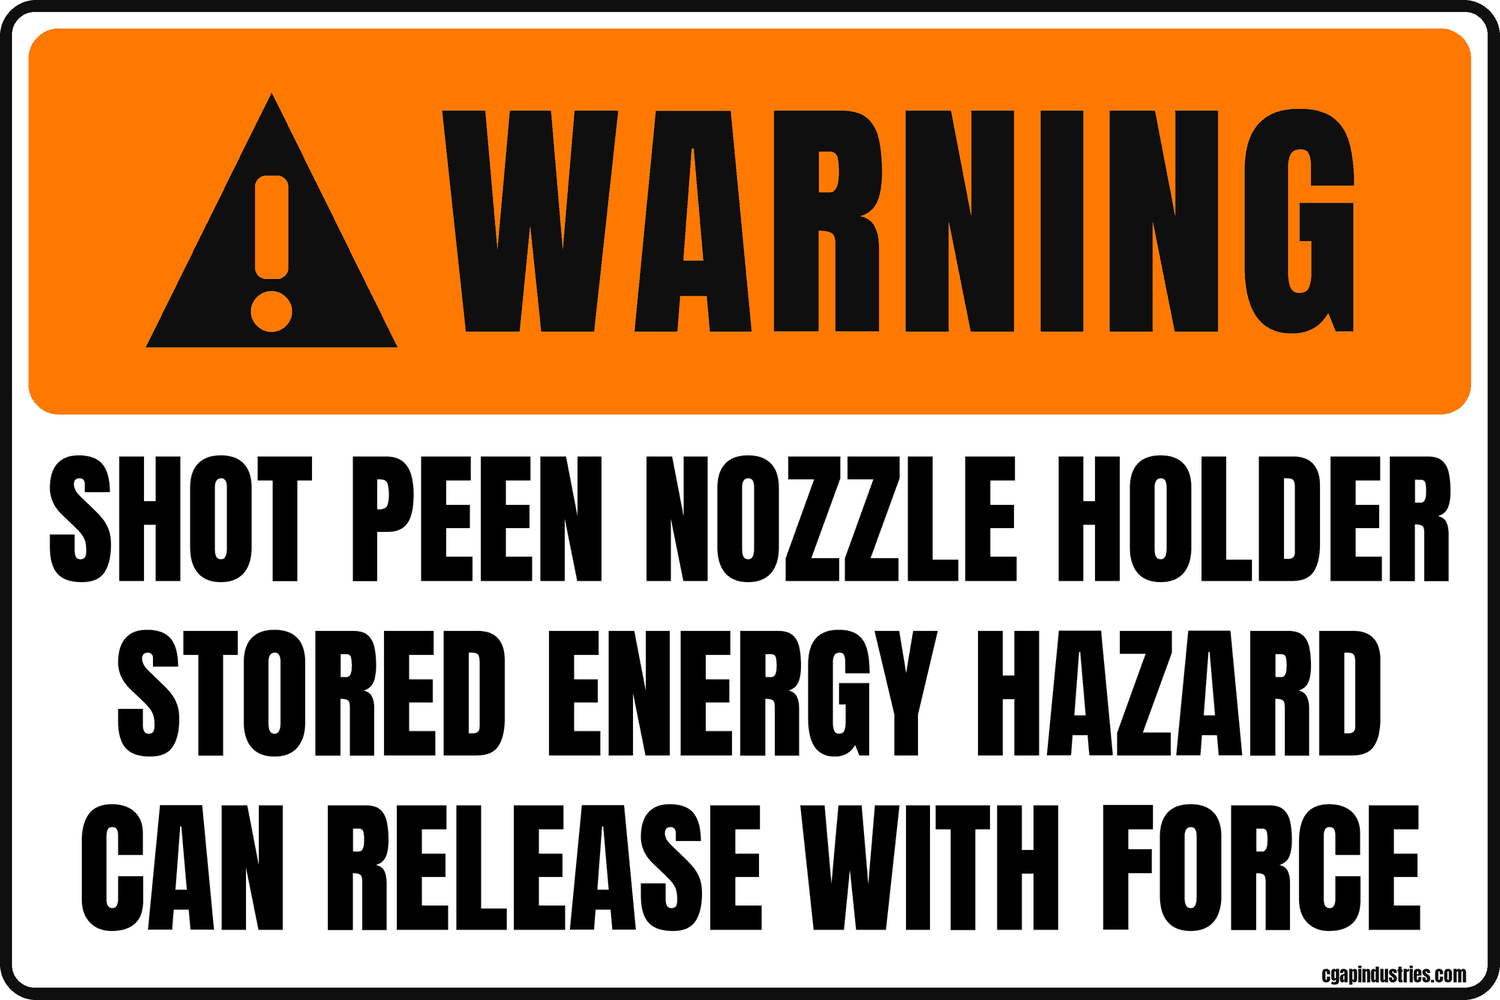 WARNING
SHOT PEEN NOZZLE HOLDER
STORED ENERGY HAZARD
CAN RELEASE WITH FORCE
cgapindustries.com